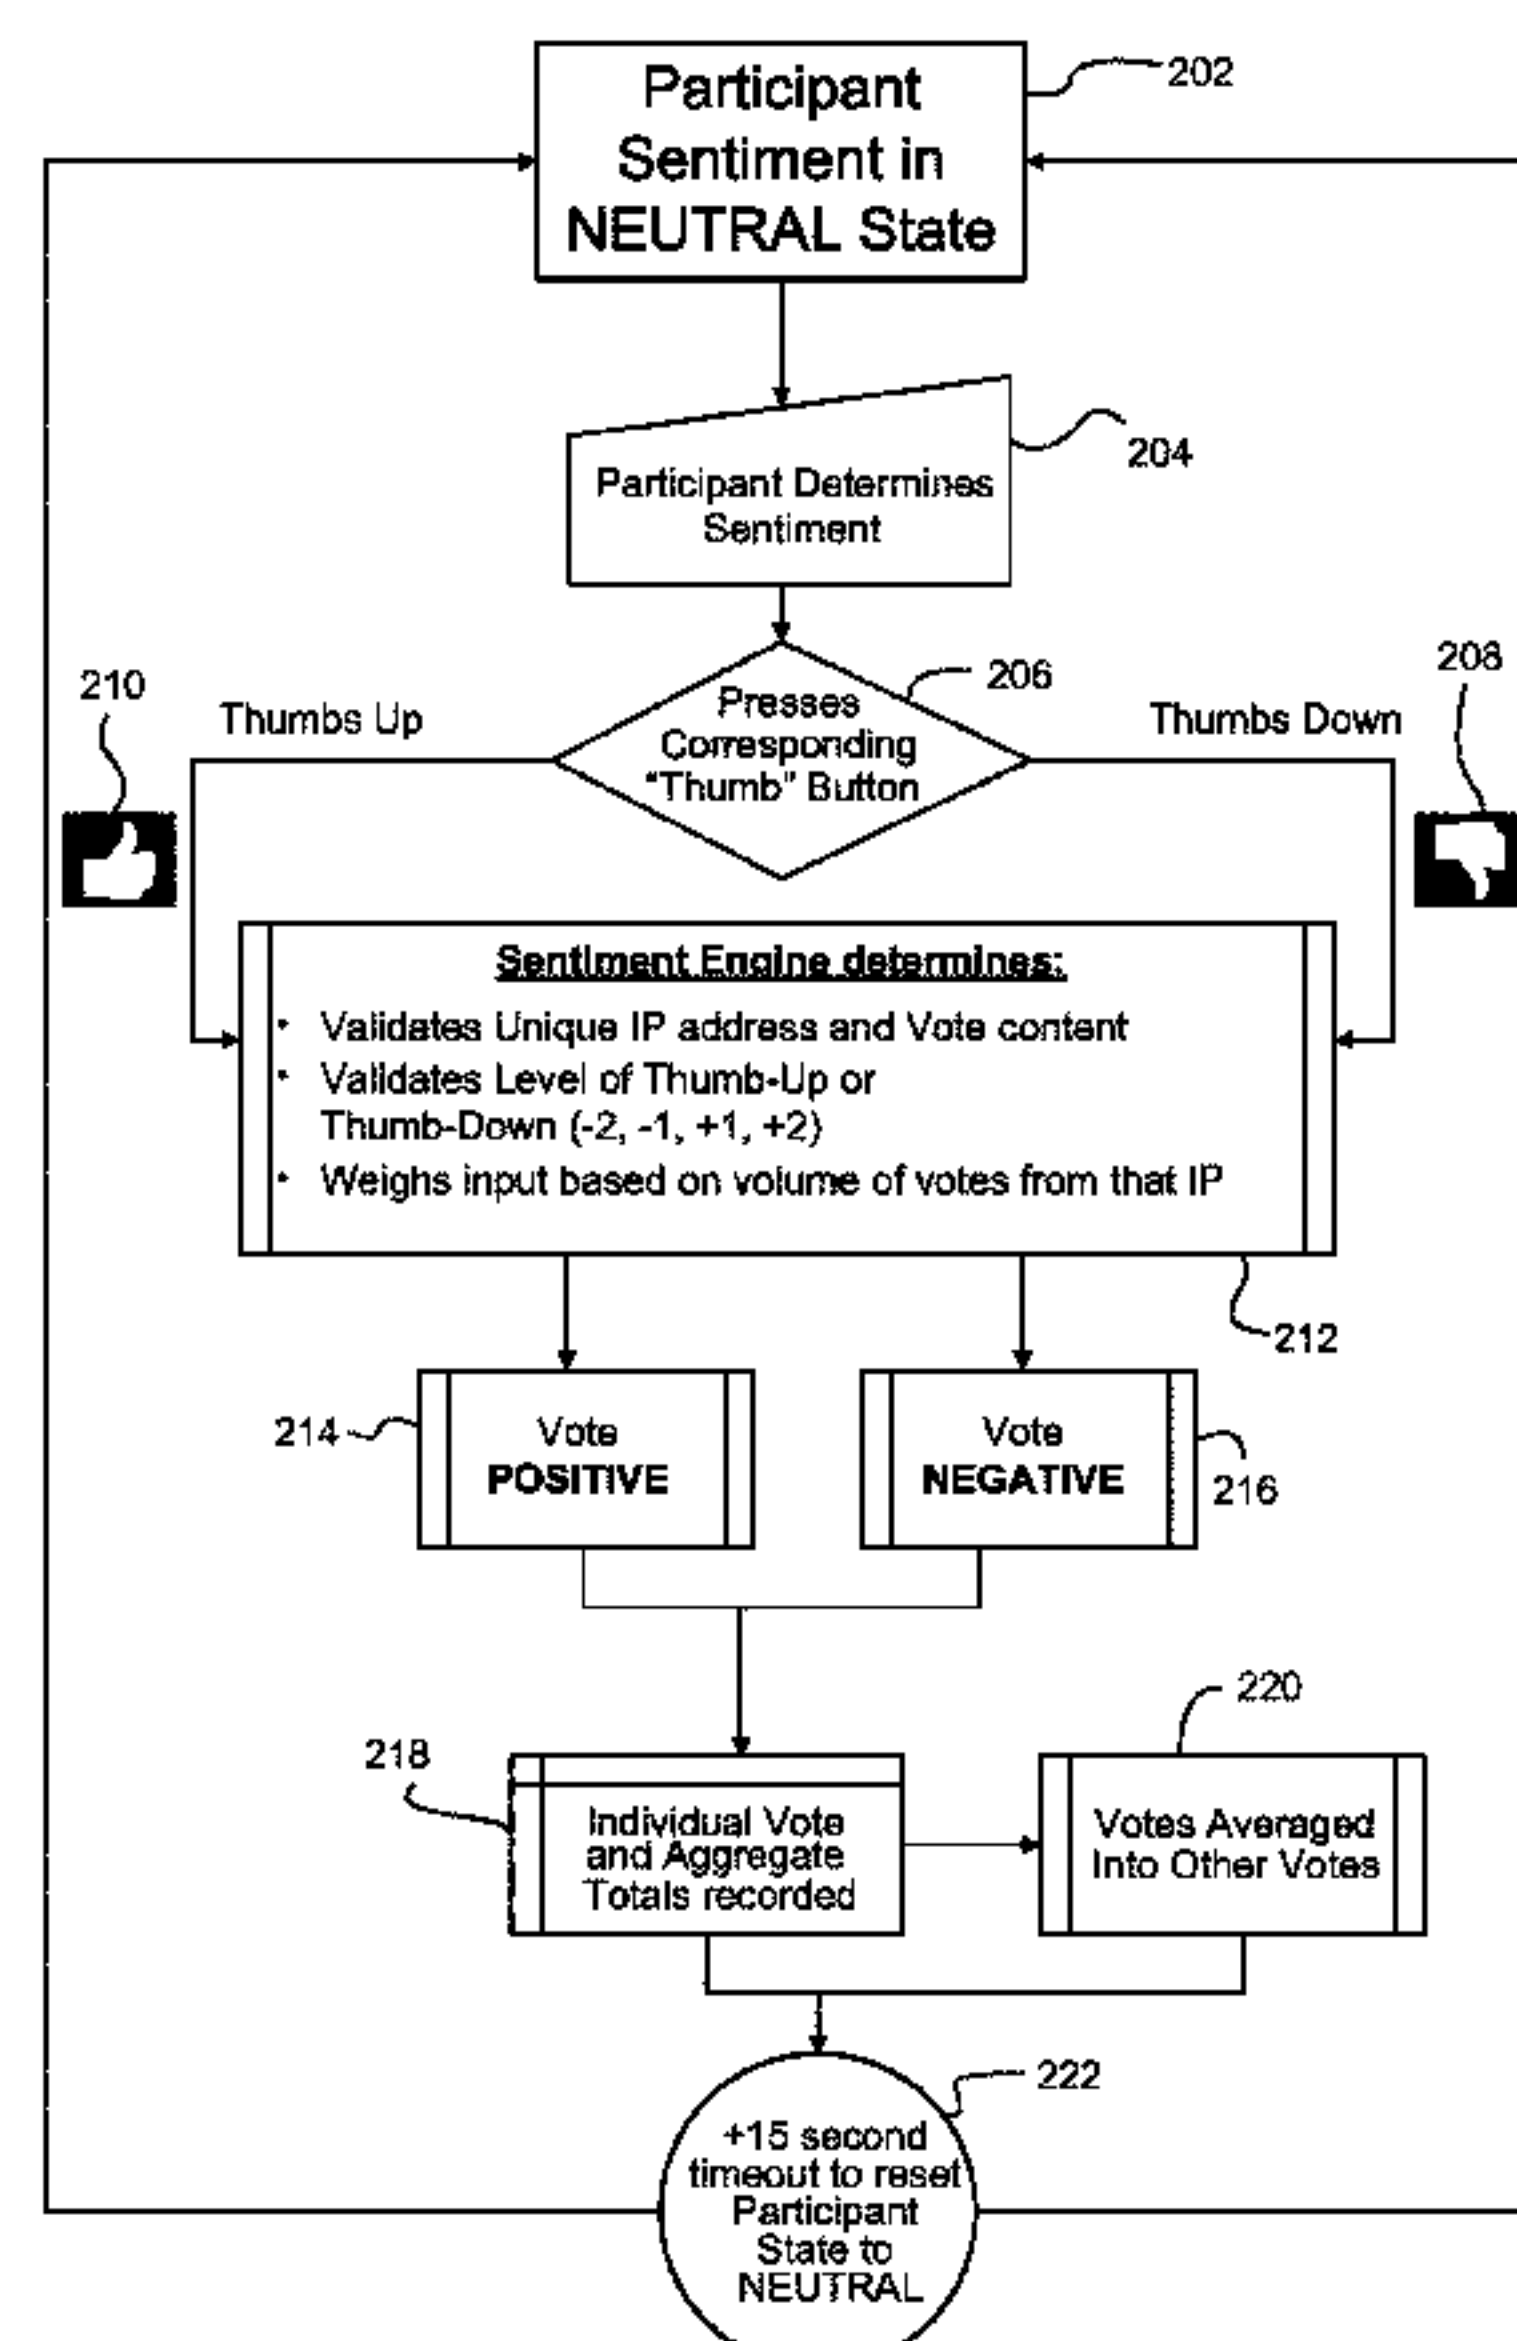 Participant
Sentiment in
NEUTRAL State
202
Participant Determines
Sentiment
204
210
Thumbs Up
Presses
Corresponding
"Thumb" Button
206
Thumbs Down
208
Sentiment Engine determines:
• Validates Unique IP address and Vote content
• Validates Level of Thumb-Up or
Thumb-Down (-2, -1, +1, +2)
• Weighs input based on volume of votes from that IP
212
214
Vote
POSITIVE
Vote
NEGATIVE
216
218
Individual Vote
and Aggregate
Totals recorded
220
Votes Averaged
Into Other Votes
222
+15 second
timeout to reset
Participant
State to
NEUTRAL